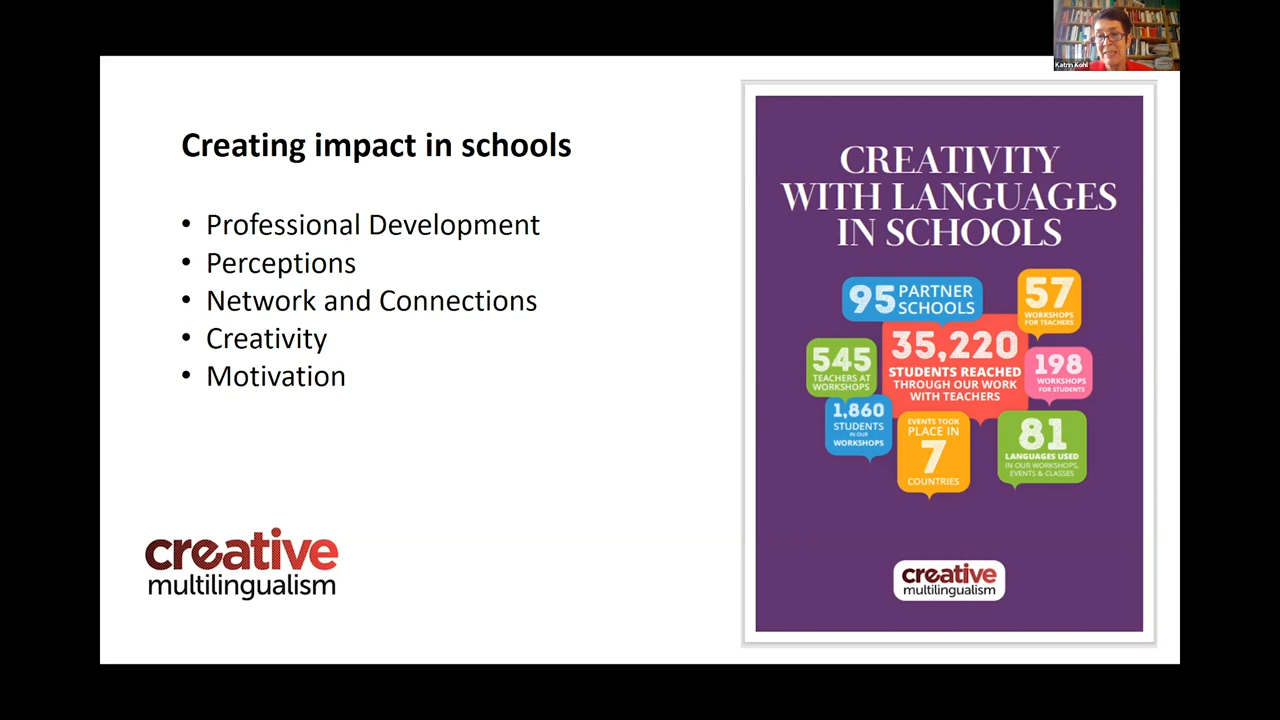 Katrin Kohl
Creating impact in schools
• Professional Development
• Perceptions
• Network and Connections
• Creativity
• Motivation
creative
multilingualism
CREATIVITY
WITH LANGUAGES
IN SCHOOLS
95 PARTNER
SCHOOLS
57
WORKSHOPS
FOR TEACHERS
545
TEACHERS AT
WORKSHOPS
35,220
STUDENTS REACHED
THROUGH OUR WORK
WITH TEACHERS
198
WORKSHOPS
FOR STUDENTS
1,860
STUDENTS
IN OUR
WORKSHOPS
EVENTS TOOK
PLACE IN
7
COUNTRIES
81
LANGUAGES USED
IN OUR WORKSHOPS,
EVENTS & CLASSES
creative
multilingualism